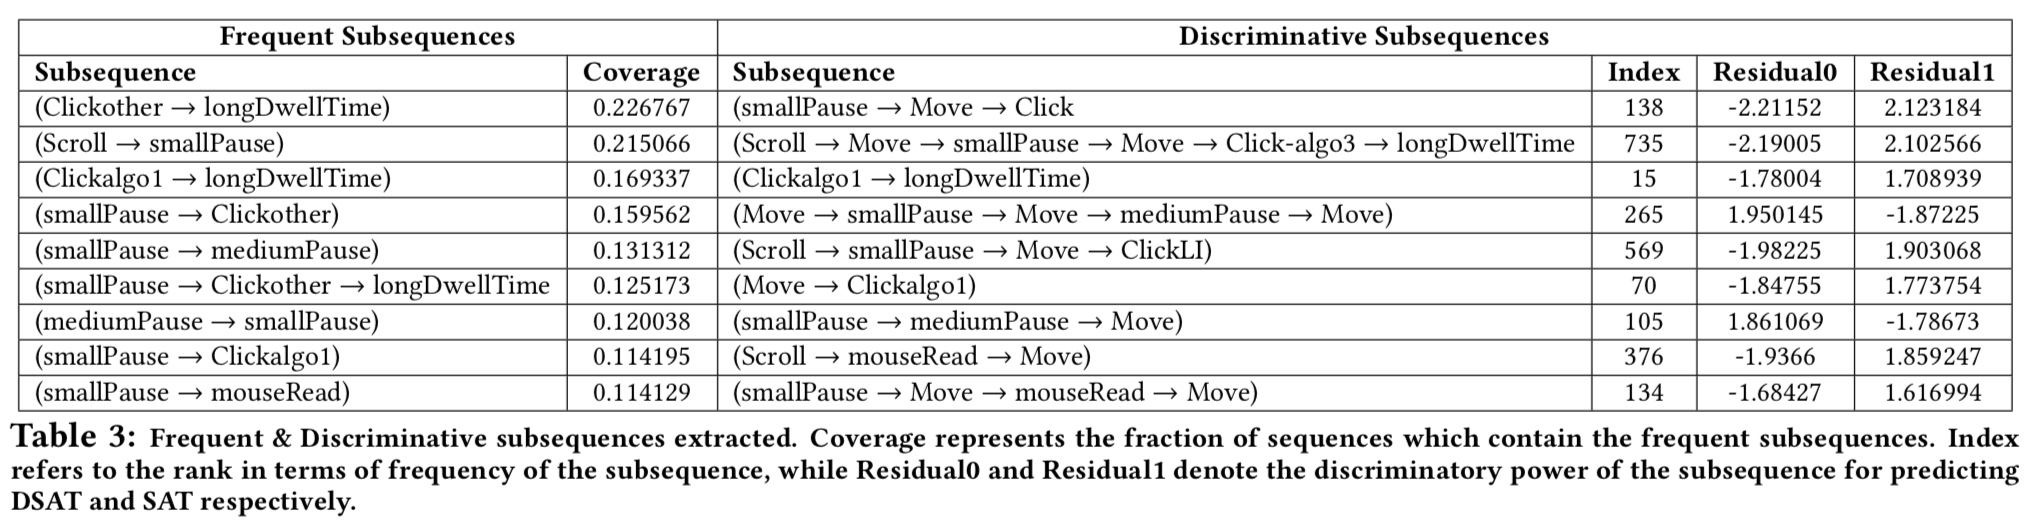 Frequent Subsequences Discriminative Subsequences
Subsequence Coverage Subsequence Index Residual0 Residual1
(Clickother → longDwellTime) 0.226767 (smallPause → Move → Click 138 -2.21152 2.123184
(Scroll → smallPause) 0.215066 (Scroll → Move → smallPause → Move → Click-algo3 → longDwellTime 735 -2.19005 2.102566
(Clickalgo1 → longDwellTime) 0.169337 (Clickalgo1 → longDwellTime) 15 -1.78004 1.708939
(smallPause → Clickother) 0.159562 (Move → smallPause → Move → mediumPause → Move) 265 1.950145 -1.87225
(smallPause → mediumPause) 0.131312 (Scroll → smallPause → Move → ClickLI) 569 -1.98225 1.903068
(smallPause → Clickother → longDwellTime 0.125173 (Move → Clickalgo1) 70 -1.84755 1.773754
(mediumPause → smallPause) 0.120038 (smallPause → mediumPause → Move) 105 1.861069 -1.78673
(smallPause → Clickalgo1) 0.114195 (Scroll → mouseRead → Move) 376 -1.9366 1.859247
(smallPause → mouseRead) 0.114129 (smallPause → Move → mouseRead → Move) 134 -1.68427 1.616994
Table 3: Frequent & Discriminative subsequences extracted. Coverage represents the fraction of sequences which contain the frequent subsequences. Index
refers to the rank in terms of frequency of the subsequence, while Residual0 and Residual1 denote the discriminatory power of the subsequence for predicting
DSAT and SAT respectively.